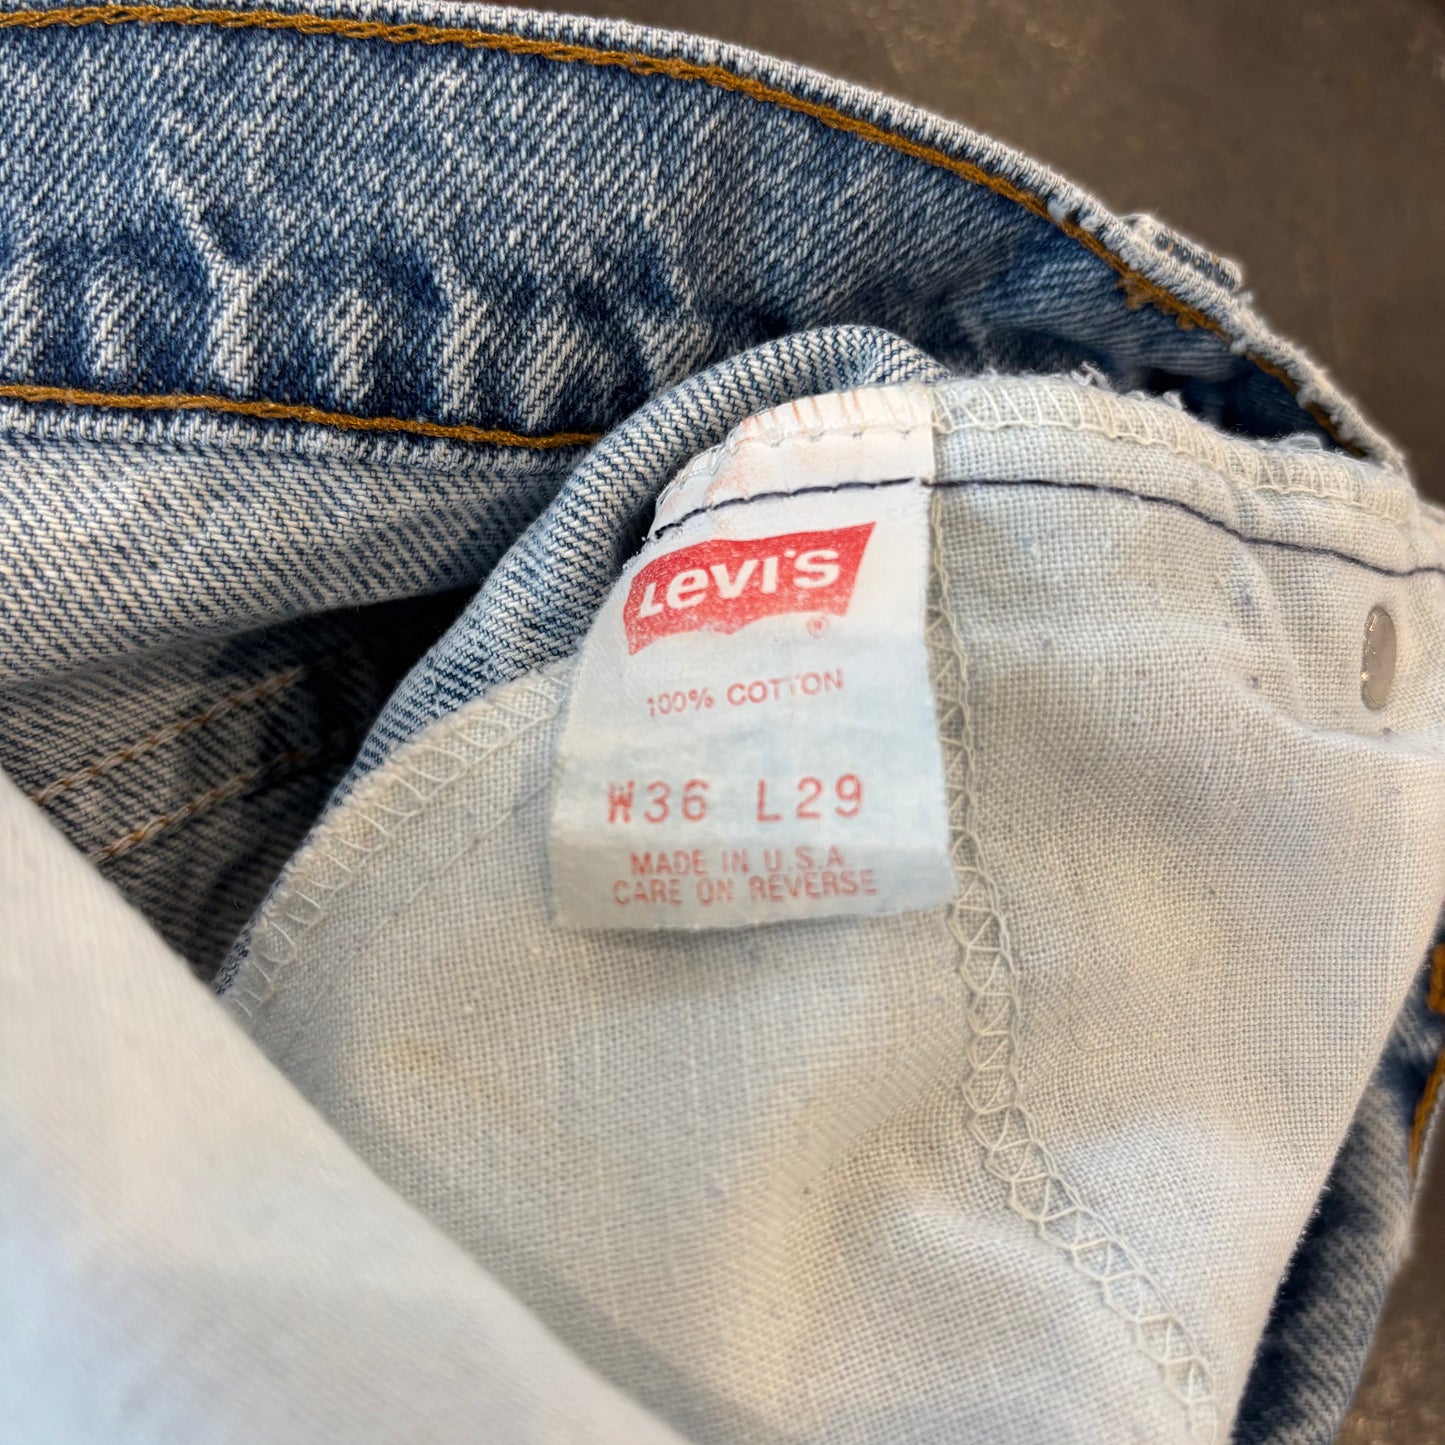 LEVI'S ®
100% COTTON
W36 L29
MADE IN U.S.A.
CARE ON REVERSE